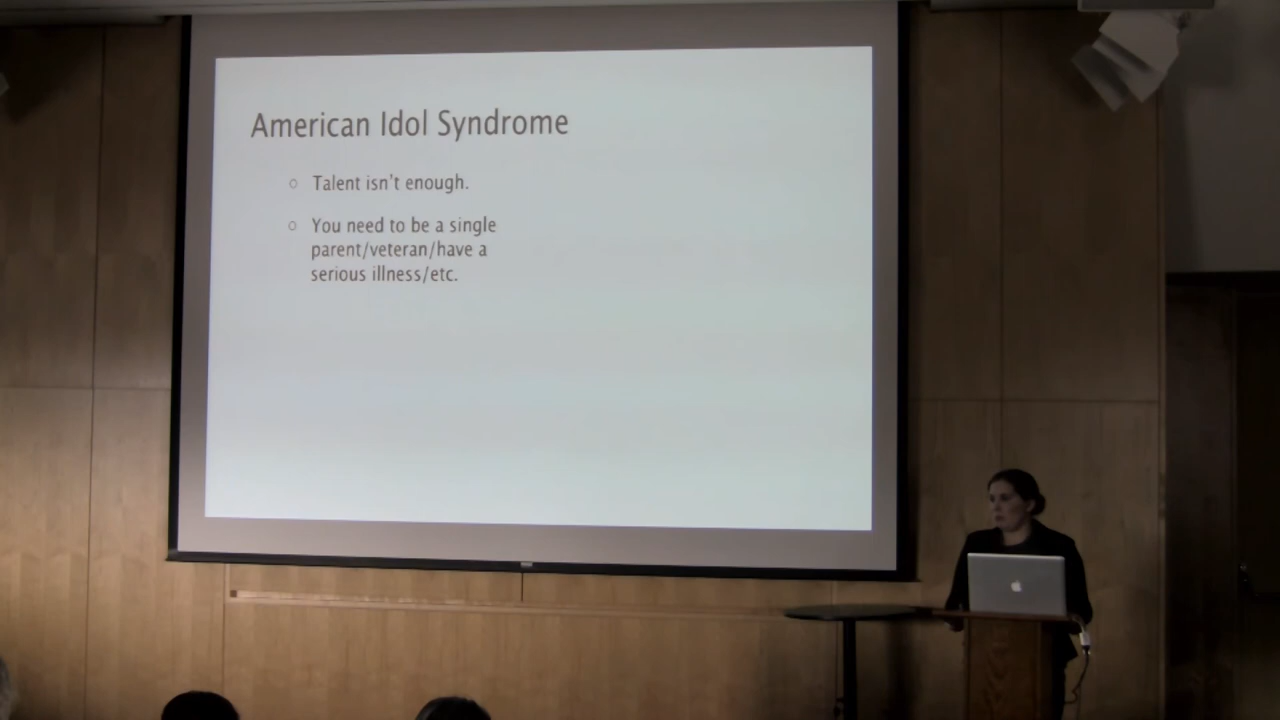 American Idol Syndrome
○ Talent isn't enough.
○ You need to be a single
parent/veteran/have a
serious illness/etc.